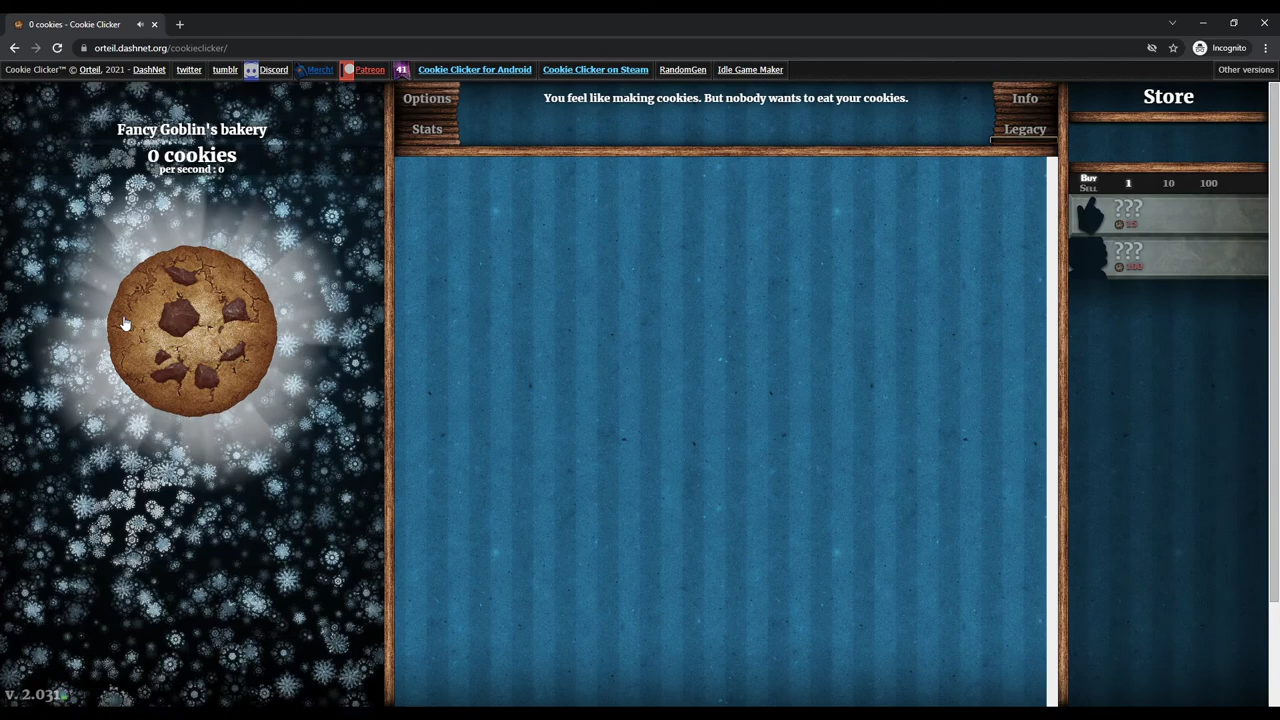 0 cookies - Cookie Clicker
orteil.dashnet.org/cookieclicker/
Incognito
Cookie Clicker™ © Orteil, 2021 - DashNet
twitter
tumblr
Discord
Merch!
Patreon
41
Cookie Clicker for Android
Cookie Clicker on Steam
RandomGen
Idle Game Maker
Other versions
Options
Stats
You feel like making cookies. But nobody wants to eat your cookies.
Info
Legacy
Store
Fancy Goblin's bakery
0 cookies
per second : 0
Buy
Sell
1
10
100
???
15
???
100
v. 2.031